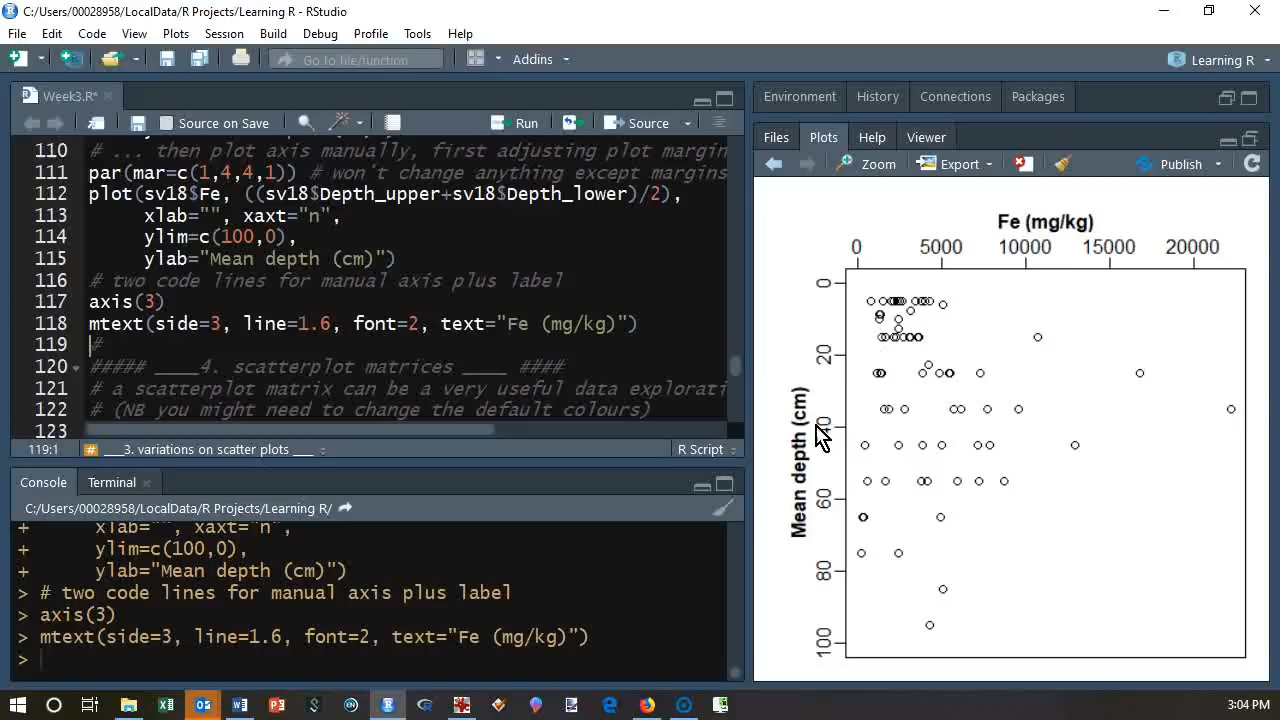 C:/Users/00028958/LocalData/R Projects/Learning R - RStudio
File Edit Code View Plots Session Build Debug Profile Tools Help
Go to file/function Addins Learning R
Week3.R*
Source on Save Run Source
110 # ... then plot axis manually, first adjusting plot margin
111 par(mar=c(1,4,4,1)) # won't change anything except margins
112 plot(sv18$Fe, ((sv18$Depth_upper+sv18$Depth_lower)/2),
113 xlab="", xaxt="n",
114 ylim=c(100,0),
115 ylab="Mean depth (cm)")
116 # two code lines for manual axis plus label
117 axis(3)
118 mtext(side=3, line=1.6, font=2, text="Fe (mg/kg)")
119 #
120 ##### ____4. scatterplot matrices ____ ####
121 # a scatterplot matrix can be a very useful data explorati
122 # (NB you might need to change the default colours)
123
119:1 # ___3. variations on scatter plots ___ R Script
Console Terminal
C:/Users/00028958/LocalData/R Projects/Learning R/
+ xlab="", xaxt="n",
+ ylim=c(100,0),
+ ylab="Mean depth (cm)")
> # two code lines for manual axis plus label
> axis(3)
> mtext(side=3, line=1.6, font=2, text="Fe (mg/kg)")
>
Environment History Connections Packages
Files Plots Help Viewer
Zoom Export Publish
Fe (mg/kg)
0 5000 10000 15000 20000
Mean depth (cm)
0
20
40
60
80
100
3:04 PM